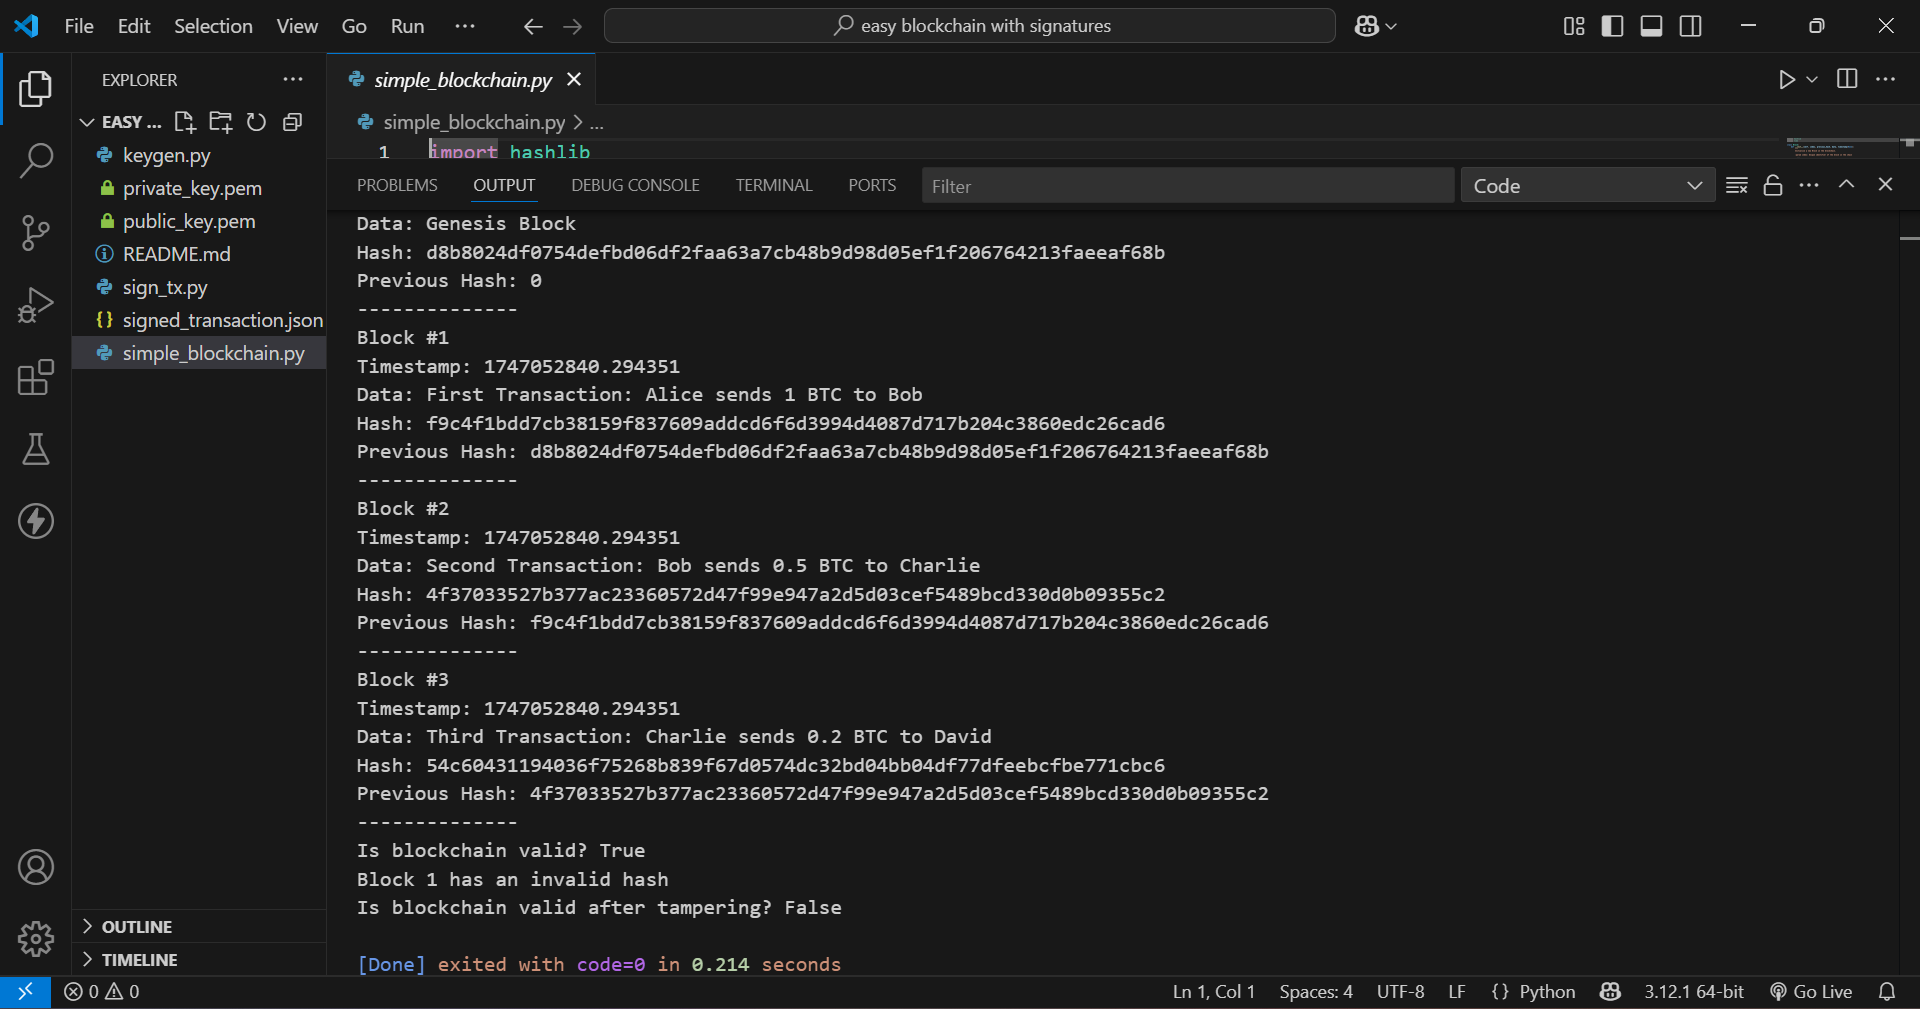 File Edit Selection View Go Run ···
easy blockchain with signatures
EXPLORER
EASY ...
keygen.py
private_key.pem
public_key.pem
README.md
sign_tx.py
signed_transaction.json
simple_blockchain.py
OUTLINE
TIMELINE
simple_blockchain.py
simple_blockchain.py > ...
1 import hashlib
PROBLEMS OUTPUT DEBUG CONSOLE TERMINAL PORTS Filter Code
Data: Genesis Block
Hash: d8b8024df0754defbd06df2faa63a7cb48b9d98d05ef1f206764213faeeaf68b
Previous Hash: 0
--------------
Block #1
Timestamp: 1747052840.294351
Data: First Transaction: Alice sends 1 BTC to Bob
Hash: f9c4f1bdd7cb38159f837609addcd6f6d3994d4087d717b204c3860edc26cad6
Previous Hash: d8b8024df0754defbd06df2faa63a7cb48b9d98d05ef1f206764213faeeaf68b
--------------
Block #2
Timestamp: 1747052840.294351
Data: Second Transaction: Bob sends 0.5 BTC to Charlie
Hash: 4f37033527b377ac23360572d47f99e947a2d5d03cef5489bcd330d0b09355c2
Previous Hash: f9c4f1bdd7cb38159f837609addcd6f6d3994d4087d717b204c3860edc26cad6
--------------
Block #3
Timestamp: 1747052840.294351
Data: Third Transaction: Charlie sends 0.2 BTC to David
Hash: 54c60431194036f75268b839f67d0574dc32bd04bb04df77dfeebcfbe771cbc6
Previous Hash: 4f37033527b377ac23360572d47f99e947a2d5d03cef5489bcd330d0b09355c2
--------------
Is blockchain valid? True
Block 1 has an invalid hash
Is blockchain valid after tampering? False
[Done] exited with code=0 in 0.214 seconds
0 0 Ln 1, Col 1 Spaces: 4 UTF-8 LF {} Python 3.12.1 64-bit Go Live